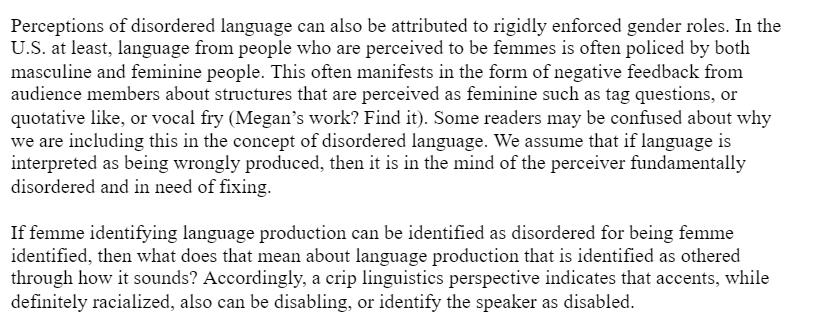 Perceptions of disordered language can also be attributed to rigidly enforced gender roles. In the
U.S. at least, language from people who are perceived to be femmes is often policed by both
masculine and feminine people. This often manifests in the form of negative feedback from
audience members about structures that are perceived as feminine such as tag questions, or
quotative like, or vocal fry (Megan’s work? Find it). Some readers may be confused about why
we are including this in the concept of disordered language. We assume that if language is
interpreted as being wrongly produced, then it is in the mind of the perceiver fundamentally
disordered and in need of fixing.

If femme identifying language production can be identified as disordered for being femme
identified, then what does that mean about language production that is identified as othered
through how it sounds? Accordingly, a crip linguistics perspective indicates that accents, while
definitely racialized, also can be disabling, or identify the speaker as disabled.